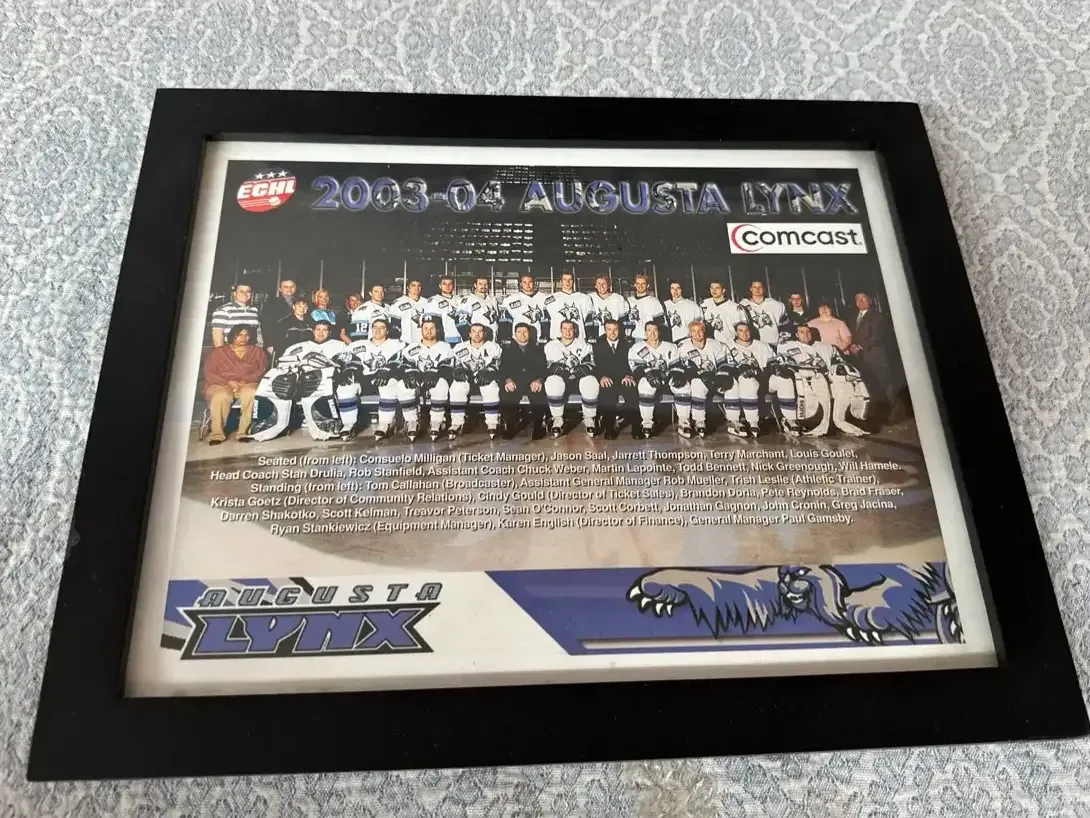 ECHL
2003-04 AUGUSTA LYNX
comcast.
Seated (from left): Consuelo Milligan (Ticket Manager), Jason Saal, Jarrett Thompson, Terry Marchant, Louis Goulet,
Head Coach Stan Drulia, Rob Stanfield, Assistant Coach Chuck Weber, Martin Lapointe, Todd Bennett, Nick Greenough, Will Hamele.
Standing (from left): Tom Callahan (Broadcaster), Assistant General Manager Rob Mueller, Trish Leslie (Athletic Trainer),
Krista Goetz (Director of Community Relations), Cindy Gould (Director of Ticket Sales), Brandon Doria, Pete Reynolds, Brad Fraser,
Darren Shakotko, Scott Kelman, Treavor Peterson, Sean O'Connor, Scott Corbett, Jonathan Gagnon, John Cronin, Greg Jacina,
Ryan Stankiewicz (Equipment Manager), Karen English (Director of Finance), General Manager Paul Gamsby.
AUGUSTA
LYNX